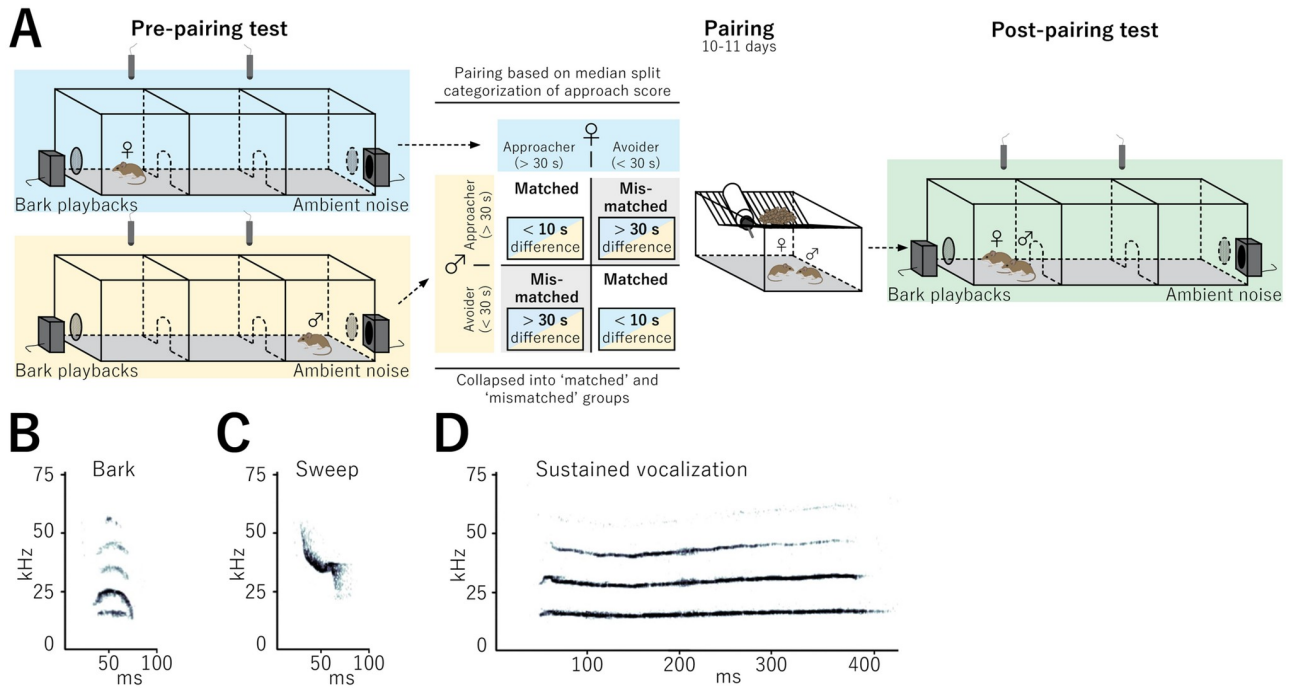 A
Pre-pairing test
Pairing
10-11 days
Post-pairing test
Pairing based on median split
categorization of approach score
♀
Approacher
(> 30 s)
Avoider
(< 30 s)
♂
Approacher
(> 30 s)
Avoider
(< 30 s)
Matched
< 10 s
difference
Mis-
matched
> 30 s
difference
Mis-
matched
> 30 s
difference
Matched
< 10 s
difference
Collapsed into ‘matched’ and
‘mismatched’ groups
♀
Bark playbacks
Ambient noise
♂
Bark playbacks
Ambient noise
♀ ♂
♀ ♂
Bark playbacks
Ambient noise
B
Bark
75
50
25
0
kHz
50 100
ms
C
Sweep
75
50
25
0
kHz
50 100
ms
D
Sustained vocalization
75
50
25
0
kHz
100 200 300 400
ms